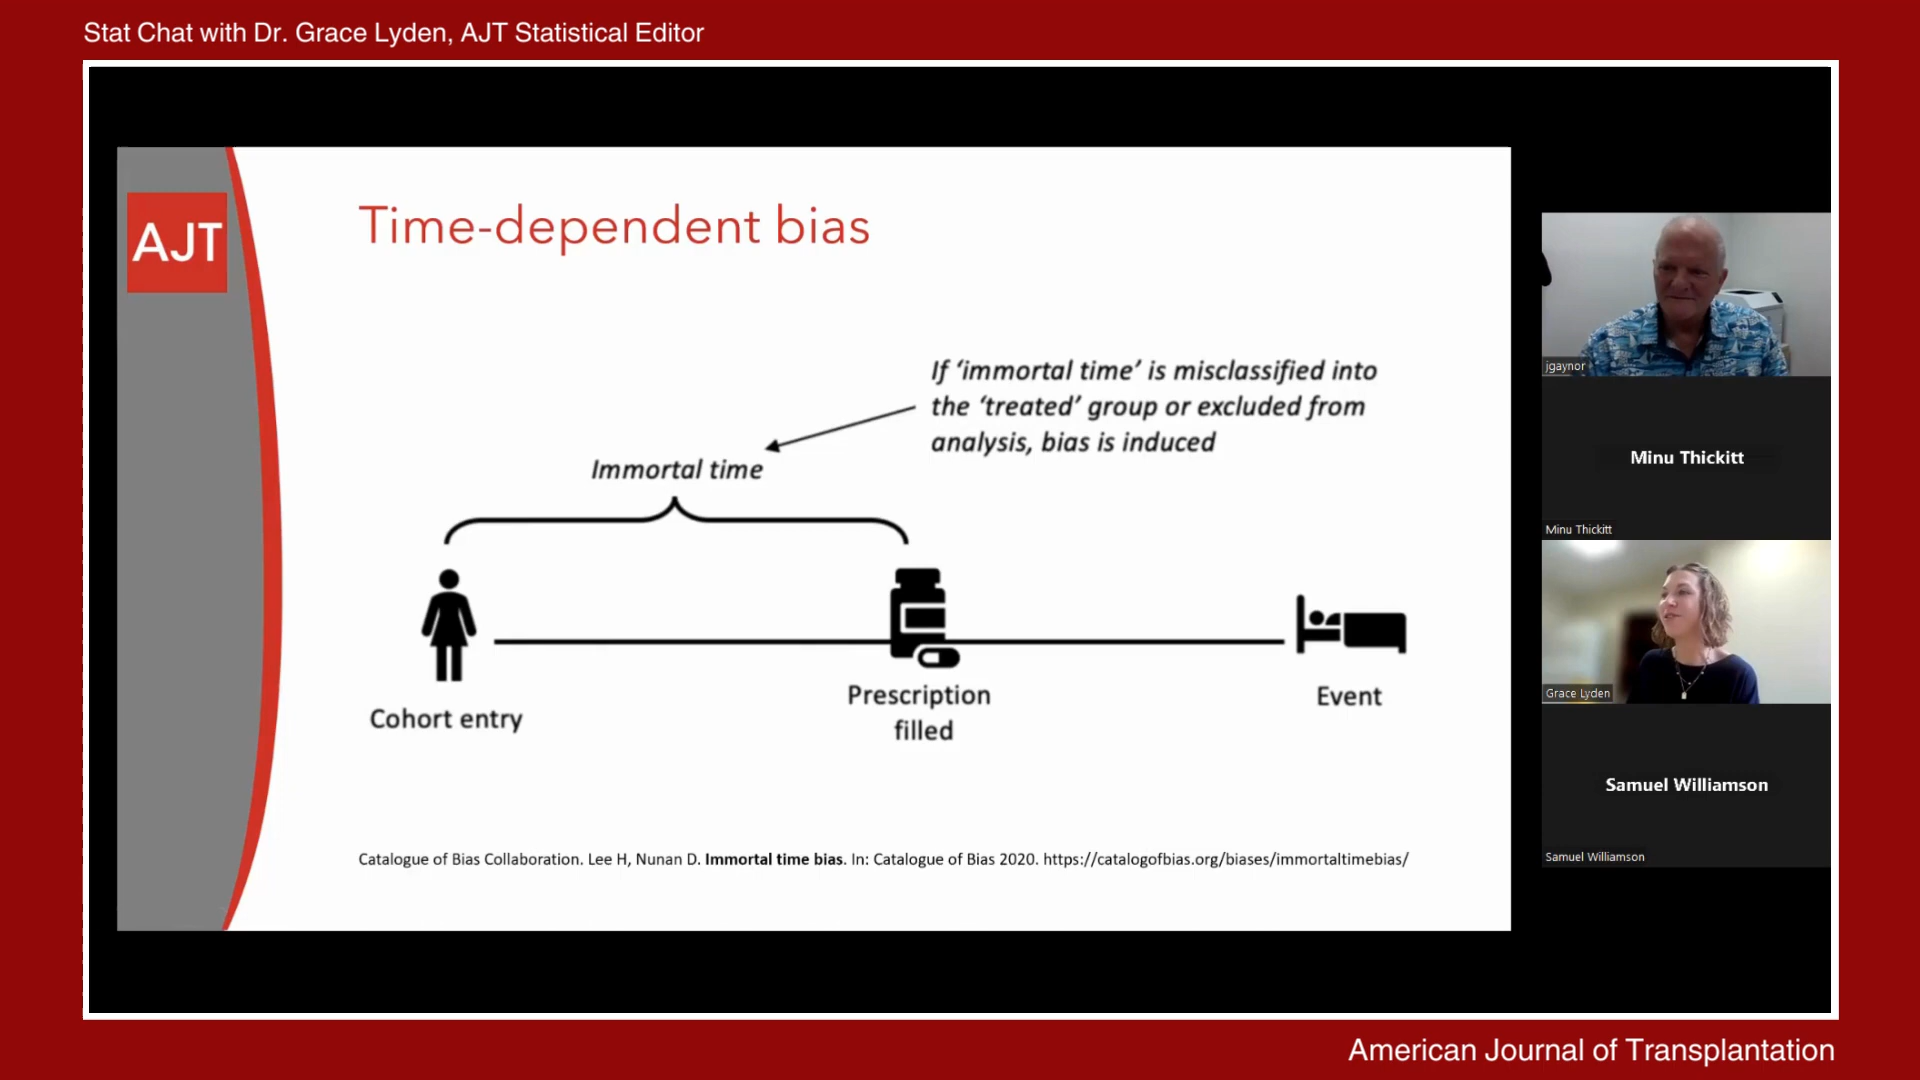 Stat Chat with Dr. Grace Lyden, AJT Statistical Editor
AJT
Time-dependent bias
If ‘immortal time’ is misclassified into
the ‘treated’ group or excluded from
analysis, bias is induced
Immortal time
Cohort entry
Prescription
filled
Event
Catalogue of Bias Collaboration. Lee H, Nunan D. Immortal time bias. In: Catalogue of Bias 2020. https://catalogofbias.org/biases/immortaltimebias/
jgaynor
Minu Thickitt
Minu Thickitt
Grace Lyden
Samuel Williamson
Samuel Williamson
American Journal of Transplantation